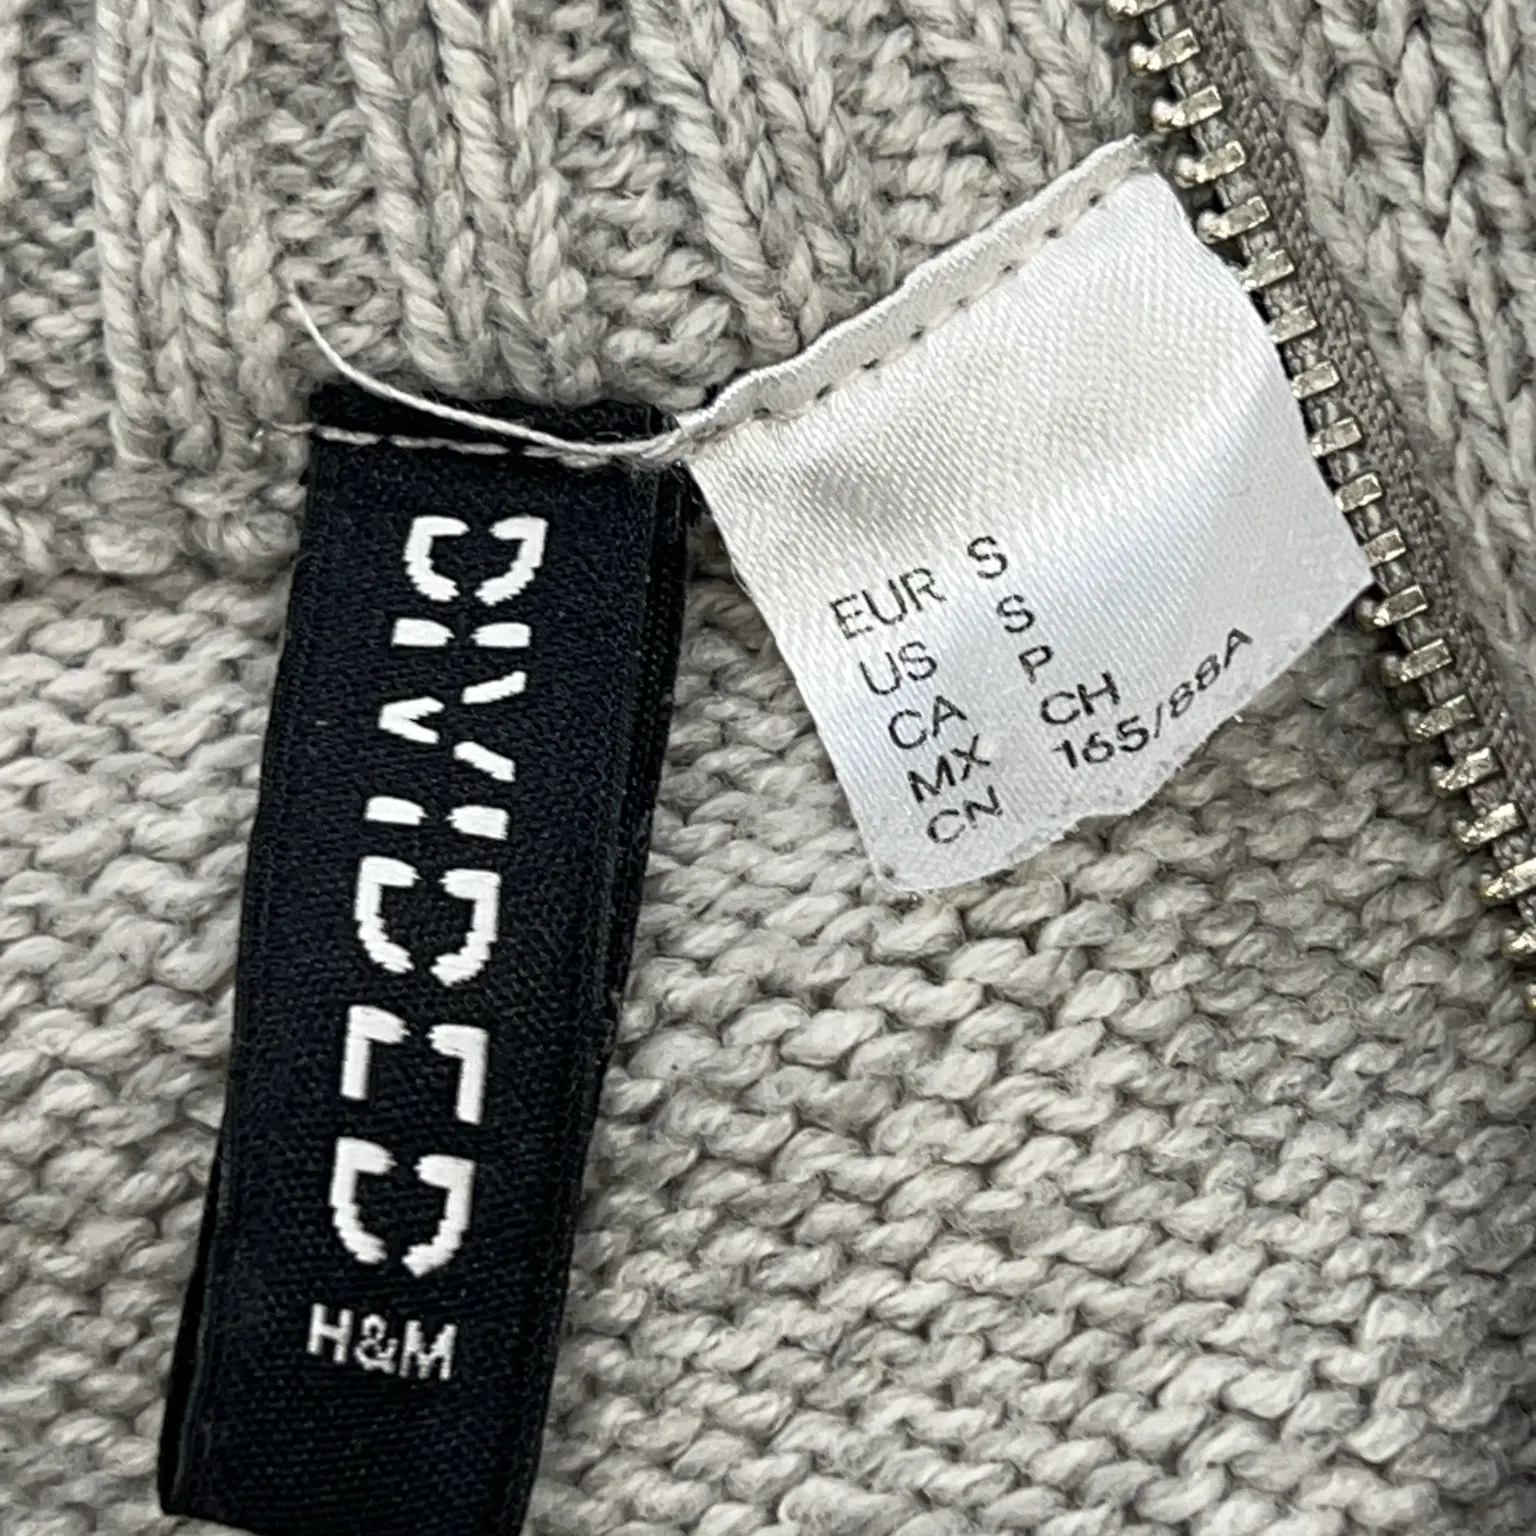 DIVIDED
H&M
EUR S
US S
CA P
MX CH
CN 165/88A